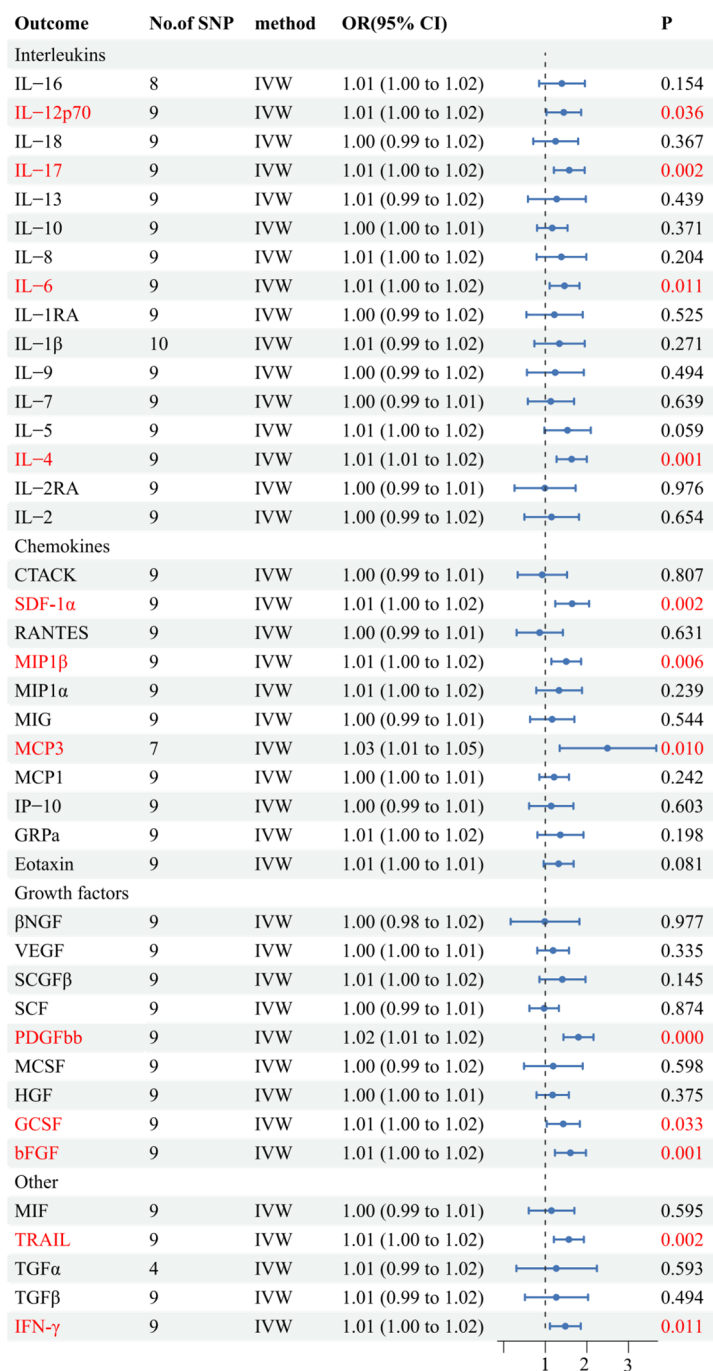 Outcome No.of SNP method OR(95% CI) P
Interleukins
IL−16 8 IVW 1.01 (1.00 to 1.02) 0.154
IL−12p70 9 IVW 1.01 (1.00 to 1.02) 0.036
IL−18 9 IVW 1.00 (0.99 to 1.02) 0.367
IL−17 9 IVW 1.01 (1.00 to 1.02) 0.002
IL−13 9 IVW 1.01 (0.99 to 1.02) 0.439
IL−10 9 IVW 1.00 (1.00 to 1.01) 0.371
IL−8 9 IVW 1.01 (1.00 to 1.02) 0.204
IL−6 9 IVW 1.01 (1.00 to 1.02) 0.011
IL−1RA 9 IVW 1.00 (0.99 to 1.02) 0.525
IL−1β 10 IVW 1.01 (0.99 to 1.02) 0.271
IL−9 9 IVW 1.00 (0.99 to 1.02) 0.494
IL−7 9 IVW 1.00 (0.99 to 1.01) 0.639
IL−5 9 IVW 1.01 (1.00 to 1.02) 0.059
IL−4 9 IVW 1.01 (1.01 to 1.02) 0.001
IL−2RA 9 IVW 1.00 (0.99 to 1.01) 0.976
IL−2 9 IVW 1.00 (0.99 to 1.02) 0.654
Chemokines
CTACK 9 IVW 1.00 (0.99 to 1.01) 0.807
SDF-1α 9 IVW 1.01 (1.00 to 1.02) 0.002
RANTES 9 IVW 1.00 (0.99 to 1.01) 0.631
MIP1β 9 IVW 1.01 (1.00 to 1.02) 0.006
MIP1α 9 IVW 1.01 (1.00 to 1.02) 0.239
MIG 9 IVW 1.00 (0.99 to 1.01) 0.544
MCP3 7 IVW 1.03 (1.01 to 1.05) 0.010
MCP1 9 IVW 1.00 (1.00 to 1.01) 0.242
IP−10 9 IVW 1.00 (0.99 to 1.01) 0.603
GRPa 9 IVW 1.01 (1.00 to 1.02) 0.198
Eotaxin 9 IVW 1.01 (1.00 to 1.01) 0.081
Growth factors
βNGF 9 IVW 1.00 (0.98 to 1.02) 0.977
VEGF 9 IVW 1.00 (1.00 to 1.01) 0.335
SCGFβ 9 IVW 1.01 (1.00 to 1.02) 0.145
SCF 9 IVW 1.00 (0.99 to 1.01) 0.874
PDGFbb 9 IVW 1.02 (1.01 to 1.02) 0.000
MCSF 9 IVW 1.00 (0.99 to 1.02) 0.598
HGF 9 IVW 1.00 (1.00 to 1.01) 0.375
GCSF 9 IVW 1.01 (1.00 to 1.02) 0.033
bFGF 9 IVW 1.01 (1.00 to 1.02) 0.001
Other
MIF 9 IVW 1.00 (0.99 to 1.01) 0.595
TRAIL 9 IVW 1.01 (1.00 to 1.02) 0.002
TGFα 4 IVW 1.01 (0.99 to 1.02) 0.593
TGFβ 9 IVW 1.01 (0.99 to 1.02) 0.494
IFN-γ 9 IVW 1.01 (1.00 to 1.02) 0.011
1 2 3